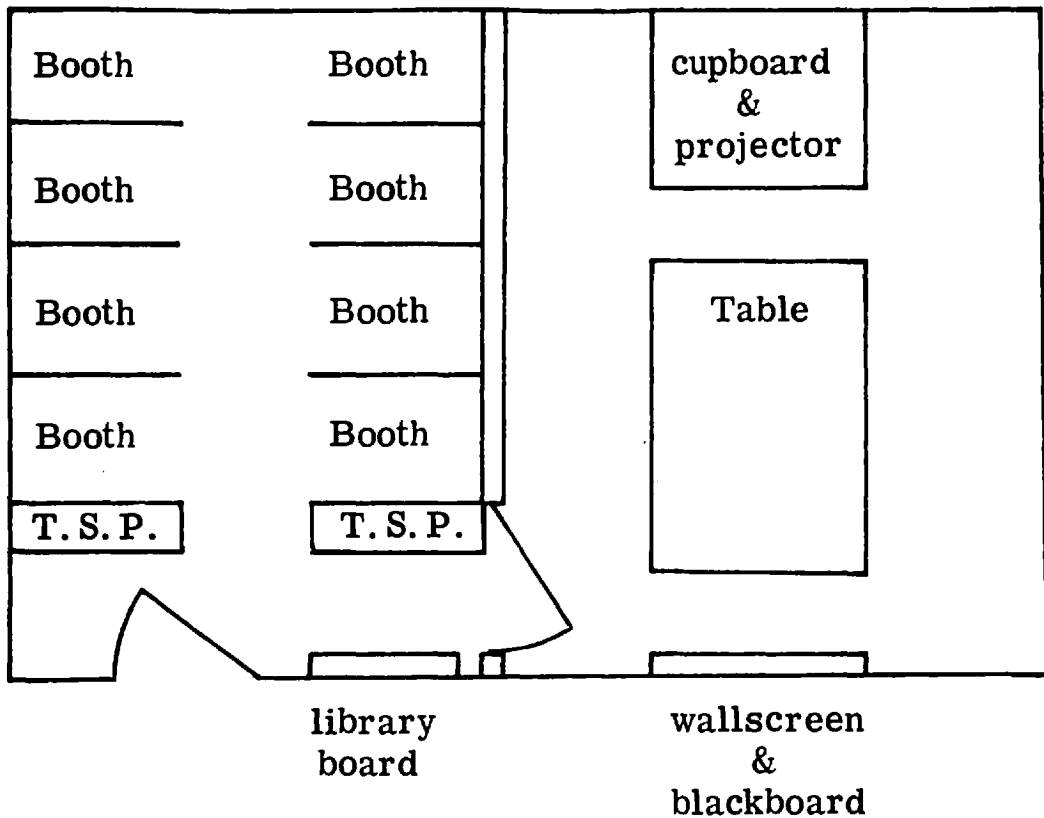 Booth Booth cupboard
&
projector
Booth Booth
Booth Booth Table
Booth Booth
T. S. P. T. S. P.
library
board
wallscreen
&
blackboard